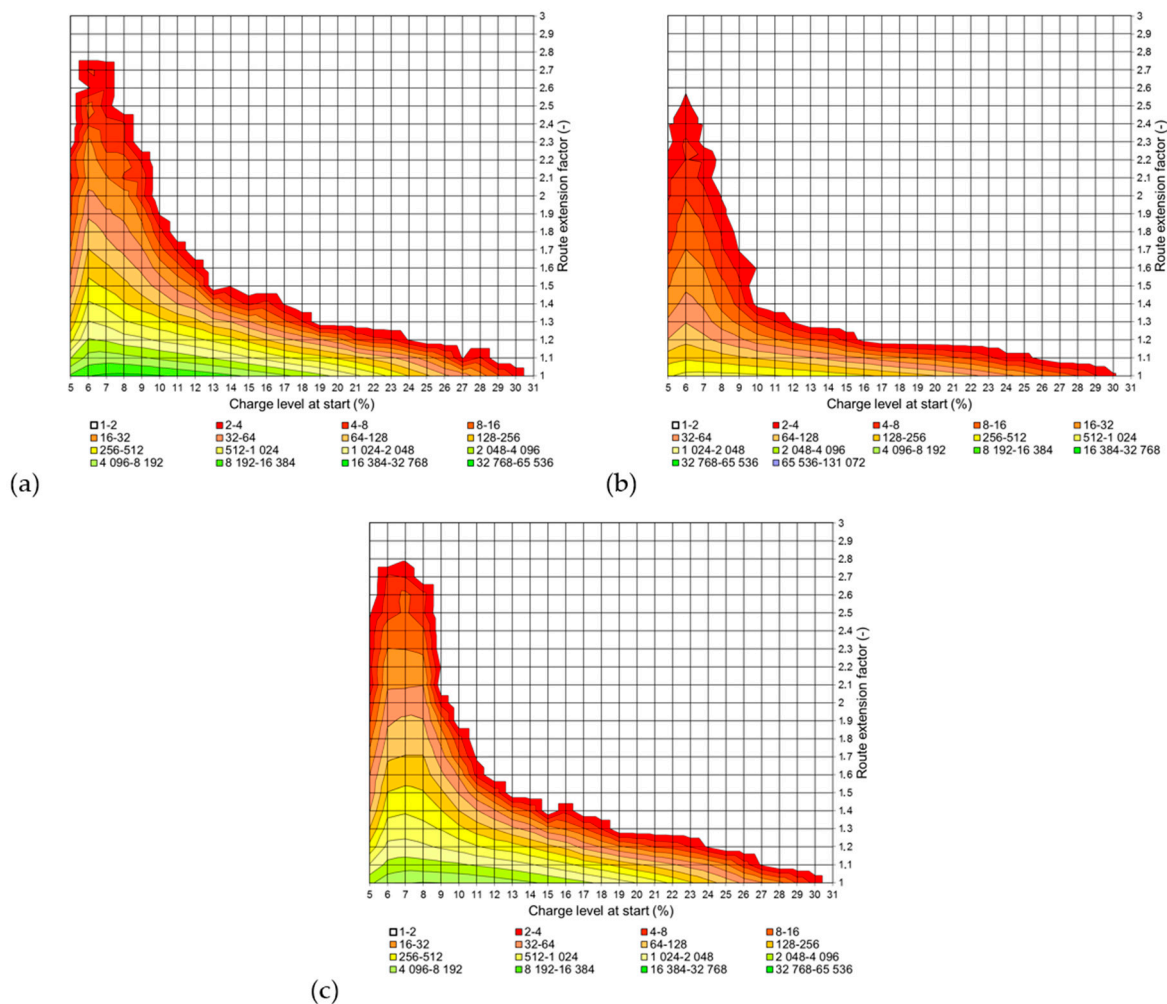 3
2.9
2.8
2.7
2.6
2.5
2.4
2.3
2.2
2.1
2
1.9
1.8
1.7
1.6
1.5
1.4
1.3
1.2
1.1
1
Route extension factor (-)
5 6 7 8 9 10 11 12 13 14 15 16 17 18 19 20 21 22 23 24 25 26 27 28 29 30 31
Charge level at start (%)
1-2 2-4 4-8 8-16
16-32 32-64 64-128 128-256
256-512 512-1 024 1 024-2 048 2 048-4 096
4 096-8 192 8 192-16 384 16 384-32 768 32 768-65 536
(a)
3
2.9
2.8
2.7
2.6
2.5
2.4
2.3
2.2
2.1
2
1.9
1.8
1.7
1.6
1.5
1.4
1.3
1.2
1.1
1
Route extension factor (-)
5 6 7 8 9 10 11 12 13 14 15 16 17 18 19 20 21 22 23 24 25 26 27 28 29 30 31
Charge level at start (%)
1-2 2-4 4-8 8-16 16-32
32-64 64-128 128-256 256-512 512-1 024
1 024-2 048 2 048-4 096 4 096-8 192 8 192-16 384 16 384-32 768
32 768-65 536 65 536-131 072
(b)
3
2.9
2.8
2.7
2.6
2.5
2.4
2.3
2.2
2.1
2
1.9
1.8
1.7
1.6
1.5
1.4
1.3
1.2
1.1
1
Route extension factor (-)
5 6 7 8 9 10 11 12 13 14 15 16 17 18 19 20 21 22 23 24 25 26 27 28 29 30 31
Charge level at start (%)
1-2 2-4 4-8 8-16
16-32 32-64 64-128 128-256
256-512 512-1 024 1 024-2 048 2 048-4 096
4 096-8 192 8 192-16 384 16 384-32 768 32 768-65 536
(c)